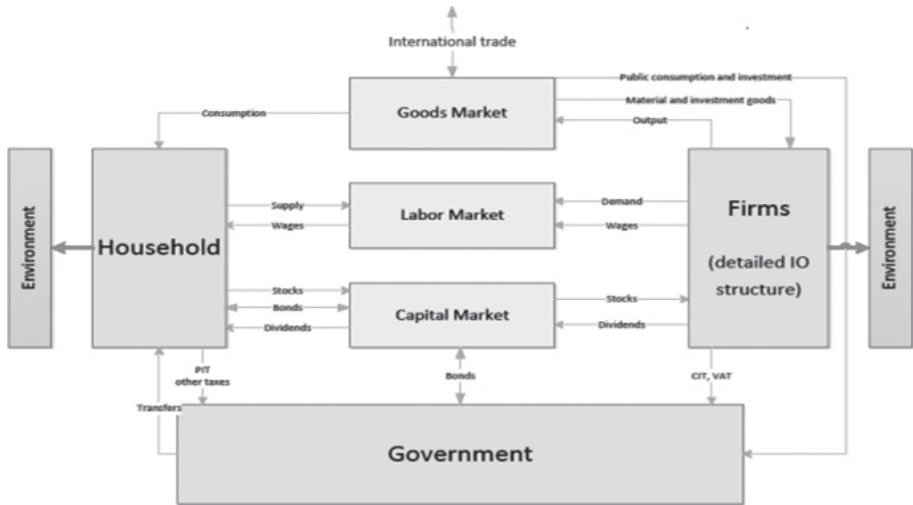 International trade
Public consumption and investment
Goods Market
Material and investment goods
Consumption
Output
Environment
Household
Supply
Wages
Labor Market
Demand
Wages
Firms
(detailed IO
structure)
Environment
Stocks
Bonds
Dividends
Capital Market
Stocks
Dividends
PIT
other taxes
Bonds
CIT, VAT
Transfers
Government